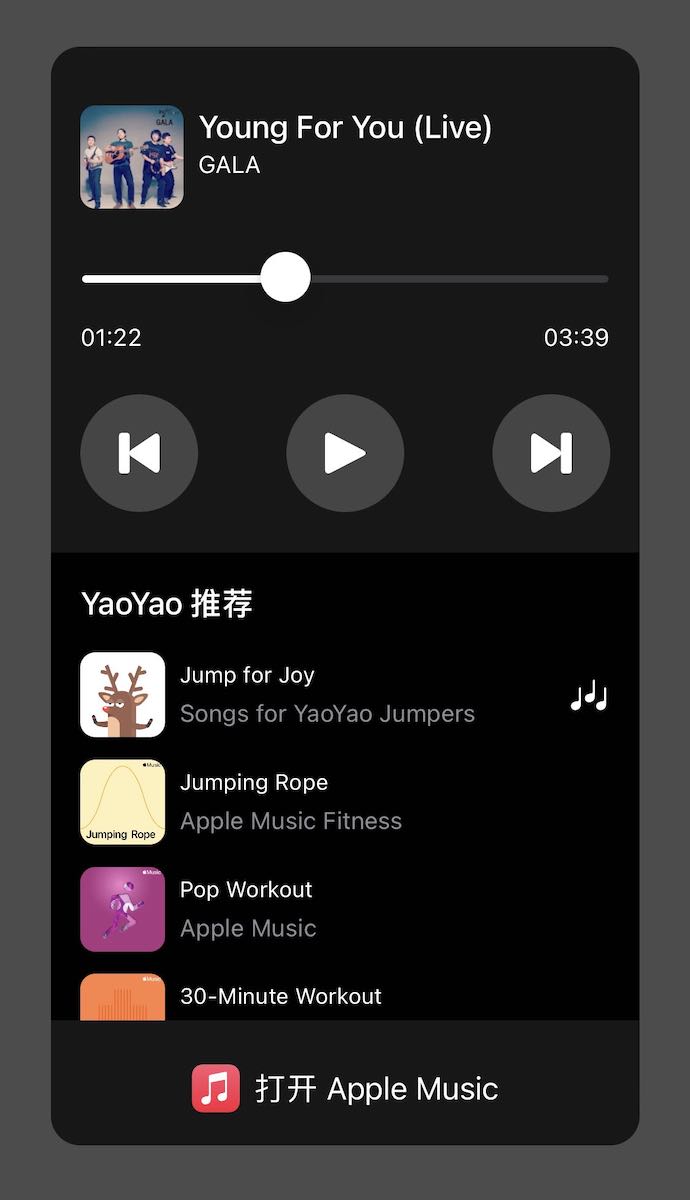 GALA
Young For You (Live)
GALA
01:22
03:39
YaoYao 推荐
Jump for Joy
Songs for YaoYao Jumpers
Music
Jumping Rope
Jumping Rope
Apple Music Fitness
Music
Pop Workout
Apple Music
Music
30-Minute Workout
打开 Apple Music